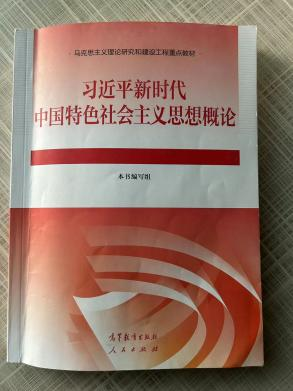 · 马克思主义理论研究和建设工程重点教材 ·
习近平新时代
中国特色社会主义思想概论
本书编写组
高等教育出版社
人民出版社